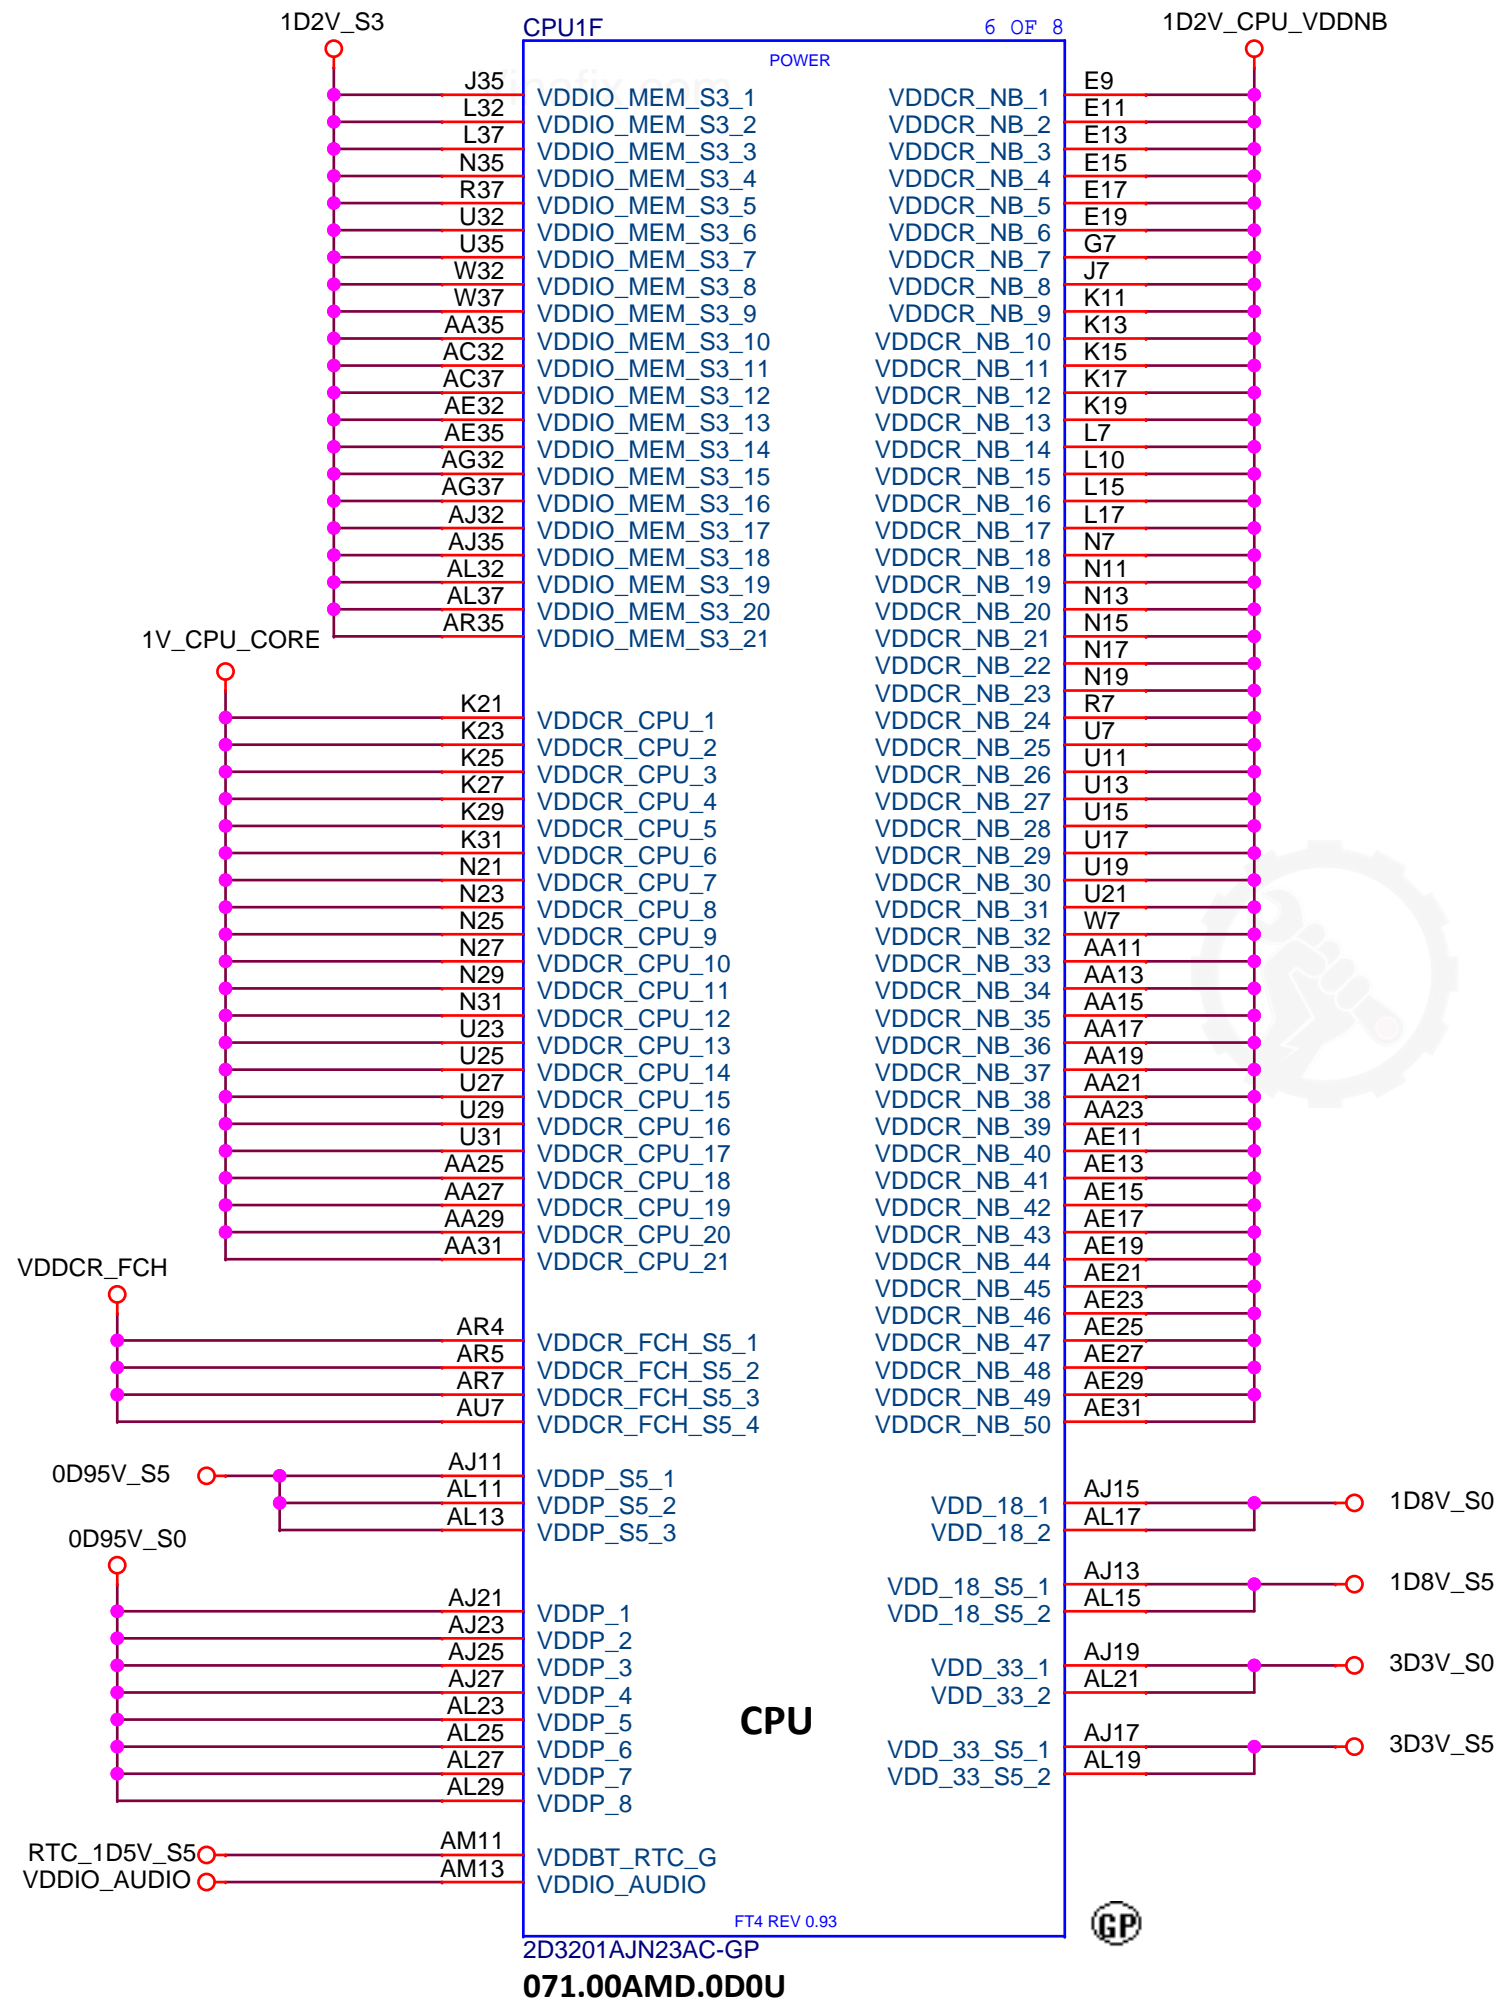 1D2V_S3
CPU1F
6 OF 8
1D2V_CPU_VDDNB
POWER
J35 VDDIO_MEM_S3_1 VDDCR_NB_1 E9
L32 VDDIO_MEM_S3_2 VDDCR_NB_2 E11
L37 VDDIO_MEM_S3_3 VDDCR_NB_3 E13
N35 VDDIO_MEM_S3_4 VDDCR_NB_4 E15
R37 VDDIO_MEM_S3_5 VDDCR_NB_5 E17
U32 VDDIO_MEM_S3_6 VDDCR_NB_6 E19
U35 VDDIO_MEM_S3_7 VDDCR_NB_7 G7
W32 VDDIO_MEM_S3_8 VDDCR_NB_8 J7
W37 VDDIO_MEM_S3_9 VDDCR_NB_9 K11
AA35 VDDIO_MEM_S3_10 VDDCR_NB_10 K13
AC32 VDDIO_MEM_S3_11 VDDCR_NB_11 K15
AC37 VDDIO_MEM_S3_12 VDDCR_NB_12 K17
AE32 VDDIO_MEM_S3_13 VDDCR_NB_13 K19
AE35 VDDIO_MEM_S3_14 VDDCR_NB_14 L7
AG32 VDDIO_MEM_S3_15 VDDCR_NB_15 L10
AG37 VDDIO_MEM_S3_16 VDDCR_NB_16 L15
AJ32 VDDIO_MEM_S3_17 VDDCR_NB_17 L17
AJ35 VDDIO_MEM_S3_18 VDDCR_NB_18 N7
AL32 VDDIO_MEM_S3_19 VDDCR_NB_19 N11
AL37 VDDIO_MEM_S3_20 VDDCR_NB_20 N13
AR35 VDDIO_MEM_S3_21 VDDCR_NB_21 N15
1V_CPU_CORE
VDDCR_NB_22 N17
VDDCR_NB_23 N19
K21 VDDCR_CPU_1 VDDCR_NB_24 R7
K23 VDDCR_CPU_2 VDDCR_NB_25 U7
K25 VDDCR_CPU_3 VDDCR_NB_26 U11
K27 VDDCR_CPU_4 VDDCR_NB_27 U13
K29 VDDCR_CPU_5 VDDCR_NB_28 U15
K31 VDDCR_CPU_6 VDDCR_NB_29 U17
N21 VDDCR_CPU_7 VDDCR_NB_30 U19
N23 VDDCR_CPU_8 VDDCR_NB_31 U21
N25 VDDCR_CPU_9 VDDCR_NB_32 W7
N27 VDDCR_CPU_10 VDDCR_NB_33 AA11
N29 VDDCR_CPU_11 VDDCR_NB_34 AA13
N31 VDDCR_CPU_12 VDDCR_NB_35 AA15
U23 VDDCR_CPU_13 VDDCR_NB_36 AA17
U25 VDDCR_CPU_14 VDDCR_NB_37 AA19
U27 VDDCR_CPU_15 VDDCR_NB_38 AA21
U29 VDDCR_CPU_16 VDDCR_NB_39 AA23
U31 VDDCR_CPU_17 VDDCR_NB_40 AE11
AA25 VDDCR_CPU_18 VDDCR_NB_41 AE13
AA27 VDDCR_CPU_19 VDDCR_NB_42 AE15
AA29 VDDCR_CPU_20 VDDCR_NB_43 AE17
AA31 VDDCR_CPU_21 VDDCR_NB_44 AE19
VDDCR_FCH
VDDCR_NB_45 AE21
VDDCR_NB_46 AE23
AR4 VDDCR_FCH_S5_1 VDDCR_NB_47 AE25
AR5 VDDCR_FCH_S5_2 VDDCR_NB_48 AE27
AR7 VDDCR_FCH_S5_3 VDDCR_NB_49 AE29
AU7 VDDCR_FCH_S5_4 VDDCR_NB_50 AE31
0D95V_S5 AJ11 VDDP_S5_1
AL11 VDDP_S5_2 VDD_18_1 AJ15 1D8V_S0
AL13 VDDP_S5_3 VDD_18_2 AL17
0D95V_S0
VDD_18_S5_1 AJ13 1D8V_S5
AJ21 VDDP_1 VDD_18_S5_2 AL15
AJ23 VDDP_2
AJ25 VDDP_3 VDD_33_1 AJ19 3D3V_S0
AJ27 VDDP_4 VDD_33_2 AL21
AL23 VDDP_5
CPU
AL25 VDDP_6 VDD_33_S5_1 AJ17 3D3V_S5
AL27 VDDP_7 VDD_33_S5_2 AL19
AL29 VDDP_8
RTC_1D5V_S5 AM11 VDDBT_RTC_G
VDDIO_AUDIO AM13 VDDIO_AUDIO
FT4 REV 0.93
GP
2D3201AJN23AC-GP
071.00AMD.0D0U